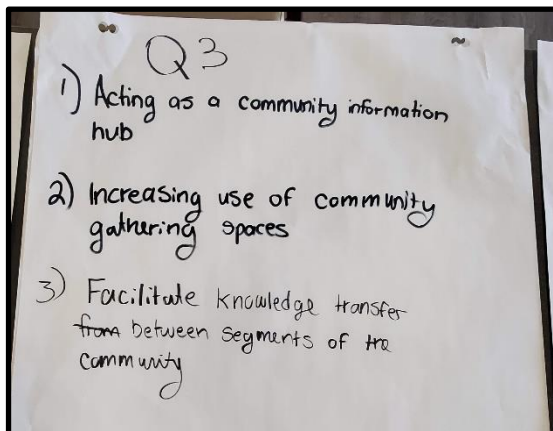 Q3
1) Acting as a community information
hub
2) Increasing use of community
gathering spaces
3) Facilitate knowledge transfer
from between segments of the
community